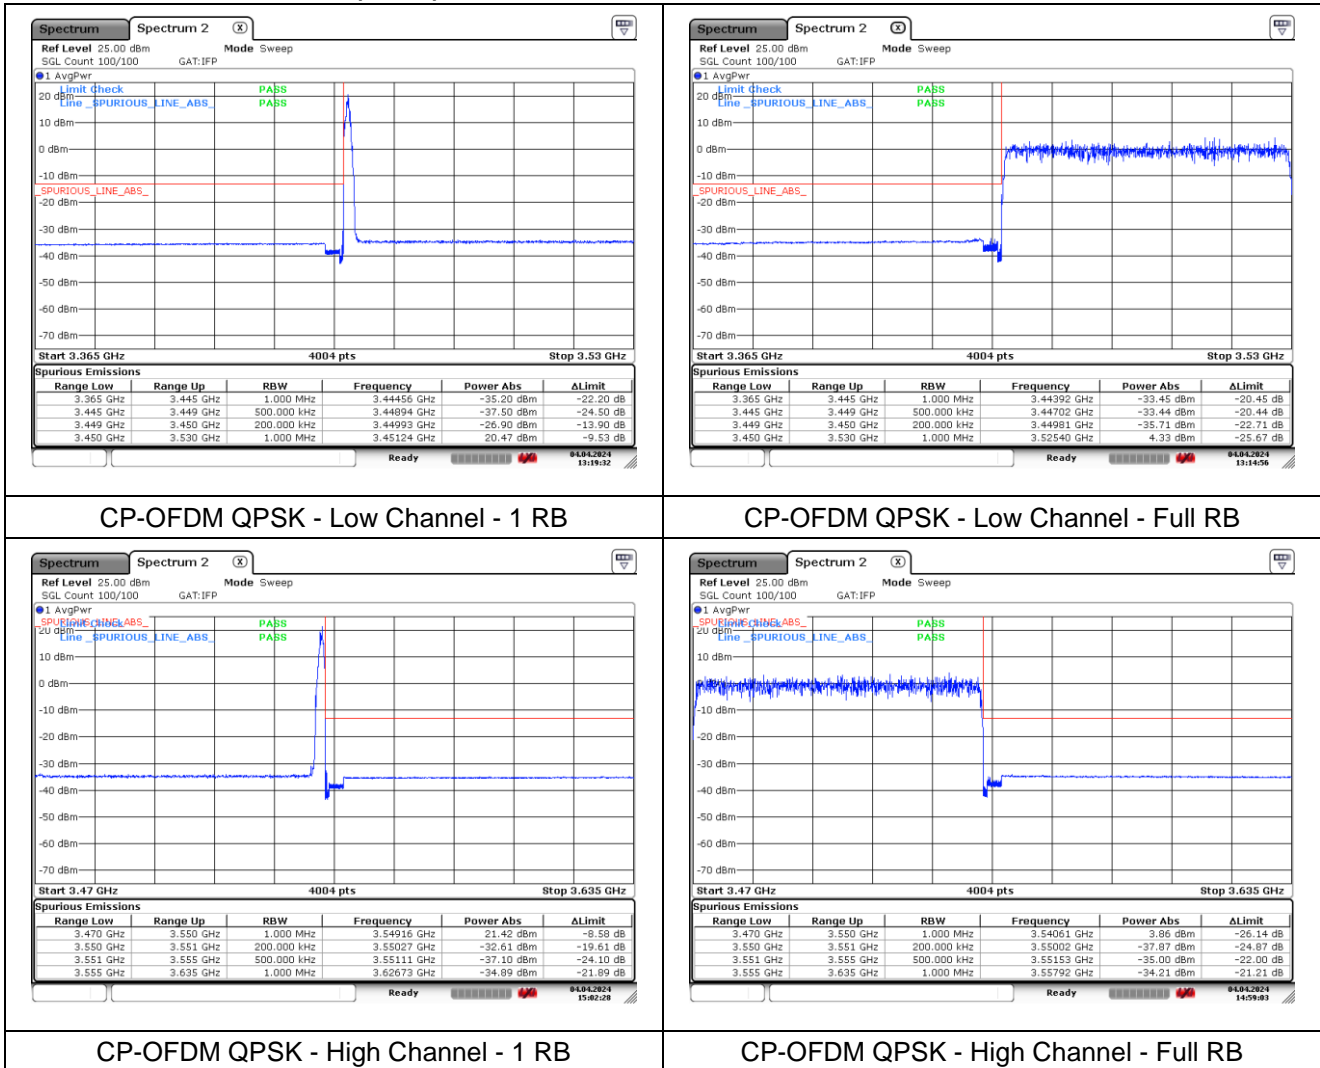 Spectrum Spectrum 2 X
Ref Level 25.00 dBm Mode Sweep
SGL Count 100/100 GAT:IFP
1 AvgPwr
Limit Check PASS
20 dBm
Line _SPURIOUS_LINE_ABS_ PASS
10 dBm
0 dBm
-10 dBm
_SPURIOUS_LINE_ABS_
-20 dBm
-30 dBm
-40 dBm
-50 dBm
-60 dBm
-70 dBm
Start 3.365 GHz 4004 pts Stop 3.53 GHz
Spurious Emissions
Range Low Range Up RBW Frequency Power Abs ΔLimit
3.365 GHz 3.445 GHz 1.000 MHz 3.44456 GHz -35.20 dBm -22.20 dB
3.445 GHz 3.449 GHz 500.000 kHz 3.44894 GHz -37.50 dBm -24.50 dB
3.449 GHz 3.450 GHz 200.000 kHz 3.44993 GHz -26.90 dBm -13.90 dB
3.450 GHz 3.530 GHz 1.000 MHz 3.45124 GHz 20.47 dBm -9.53 dB
Ready 04.04.2024
13:19:32
CP-OFDM QPSK - Low Channel - 1 RB
Spectrum Spectrum 2 X
Ref Level 25.00 dBm Mode Sweep
SGL Count 100/100 GAT:IFP
1 AvgPwr
Limit Check PASS
20 dBm
Line _SPURIOUS_LINE_ABS_ PASS
10 dBm
0 dBm
-10 dBm
_SPURIOUS_LINE_ABS_
-20 dBm
-30 dBm
-40 dBm
-50 dBm
-60 dBm
-70 dBm
Start 3.365 GHz 4004 pts Stop 3.53 GHz
Spurious Emissions
Range Low Range Up RBW Frequency Power Abs ΔLimit
3.365 GHz 3.445 GHz 1.000 MHz 3.44392 GHz -33.45 dBm -20.45 dB
3.445 GHz 3.449 GHz 500.000 kHz 3.44702 GHz -33.44 dBm -20.44 dB
3.449 GHz 3.450 GHz 200.000 kHz 3.44981 GHz -35.71 dBm -22.71 dB
3.450 GHz 3.530 GHz 1.000 MHz 3.52540 GHz 4.33 dBm -25.67 dB
Ready 04.04.2024
13:14:56
CP-OFDM QPSK - Low Channel - Full RB
Spectrum Spectrum 2 X
Ref Level 25.00 dBm Mode Sweep
SGL Count 100/100 GAT:IFP
1 AvgPwr
_SPURIOUS_LINE_ABS_
Limit Check PASS
20 dBm
Line _SPURIOUS_LINE_ABS_ PASS
10 dBm
0 dBm
-10 dBm
-20 dBm
-30 dBm
-40 dBm
-50 dBm
-60 dBm
-70 dBm
Start 3.47 GHz 4004 pts Stop 3.635 GHz
Spurious Emissions
Range Low Range Up RBW Frequency Power Abs ΔLimit
3.470 GHz 3.550 GHz 1.000 MHz 3.54916 GHz 21.42 dBm -8.58 dB
3.550 GHz 3.551 GHz 200.000 kHz 3.55027 GHz -32.61 dBm -19.61 dB
3.551 GHz 3.555 GHz 500.000 kHz 3.55111 GHz -37.10 dBm -24.10 dB
3.555 GHz 3.635 GHz 1.000 MHz 3.62673 GHz -34.89 dBm -21.89 dB
Ready 04.04.2024
15:02:28
CP-OFDM QPSK - High Channel - 1 RB
Spectrum Spectrum 2 X
Ref Level 25.00 dBm Mode Sweep
SGL Count 100/100 GAT:IFP
1 AvgPwr
_SPURIOUS_LINE_ABS_
Limit Check PASS
20 dBm
Line _SPURIOUS_LINE_ABS_ PASS
10 dBm
0 dBm
-10 dBm
-20 dBm
-30 dBm
-40 dBm
-50 dBm
-60 dBm
-70 dBm
Start 3.47 GHz 4004 pts Stop 3.635 GHz
Spurious Emissions
Range Low Range Up RBW Frequency Power Abs ΔLimit
3.470 GHz 3.550 GHz 1.000 MHz 3.54061 GHz 3.86 dBm -26.14 dB
3.550 GHz 3.551 GHz 200.000 kHz 3.55002 GHz -37.87 dBm -24.87 dB
3.551 GHz 3.555 GHz 500.000 kHz 3.55153 GHz -35.00 dBm -22.00 dB
3.555 GHz 3.635 GHz 1.000 MHz 3.55792 GHz -34.21 dBm -21.21 dB
Ready 04.04.2024
14:59:03
CP-OFDM QPSK - High Channel - Full RB